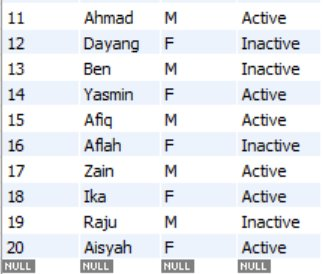 11 Ahmad M Active
12 Dayang F Inactive
13 Ben M Inactive
14 Yasmin F Active
15 Afiq M Active
16 Aflah F Inactive
17 Zain M Active
18 Ika F Active
19 Raju M Inactive
20 Aisyah F Active
NULL NULL NULL NULL